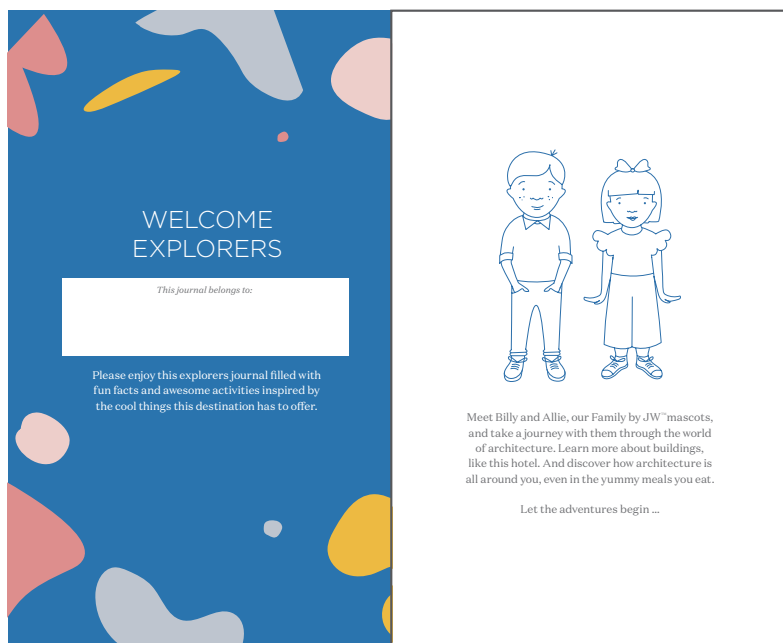 WELCOME
EXPLORERS
This journal belongs to:
Please enjoy this explorers journal filled with
fun facts and awesome activities inspired by
the cool things this destination has to offer.
Meet Billy and Allie, our Family by JW™ mascots,
and take a journey with them through the world
of architecture. Learn more about buildings,
like this hotel. And discover how architecture is
all around you, even in the yummy meals you eat.
Let the adventures begin ...